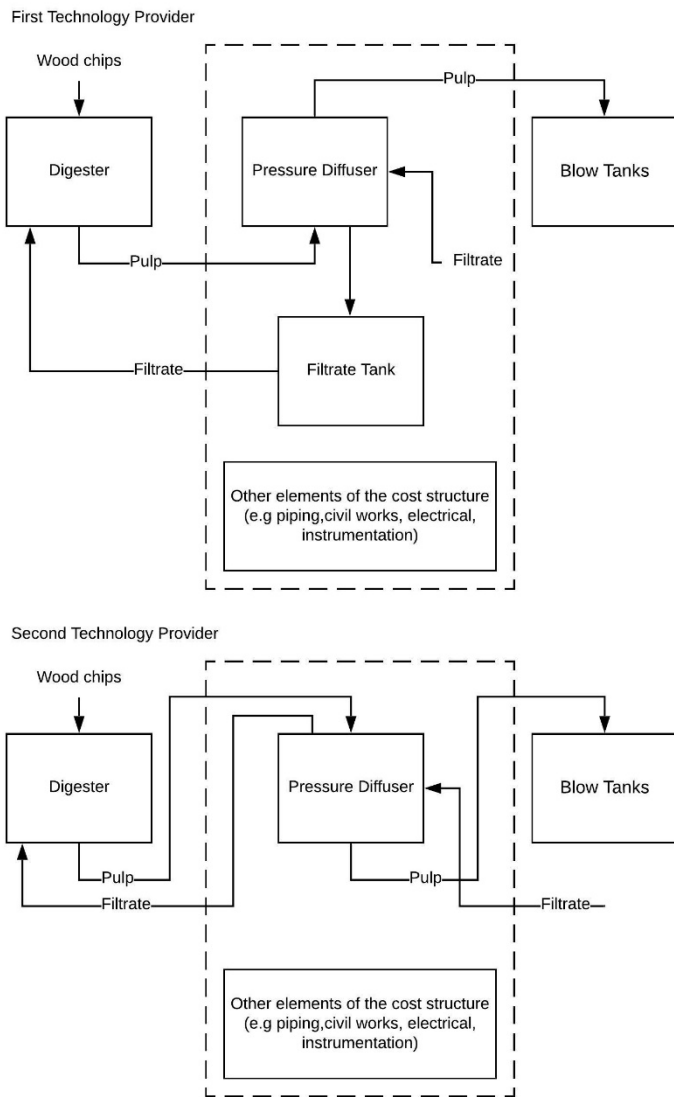 First Technology Provider
Wood chips
Pulp
Digester
Pressure Diffuser
Blow Tanks
Pulp
Filtrate
Filtrate
Filtrate Tank
Other elements of the cost structure
(e.g piping,civil works, electrical,
instrumentation)
Second Technology Provider
Wood chips
Digester
Pressure Diffuser
Blow Tanks
Pulp
Pulp
Filtrate
Filtrate
Other elements of the cost structure
(e.g piping,civil works, electrical,
instrumentation)